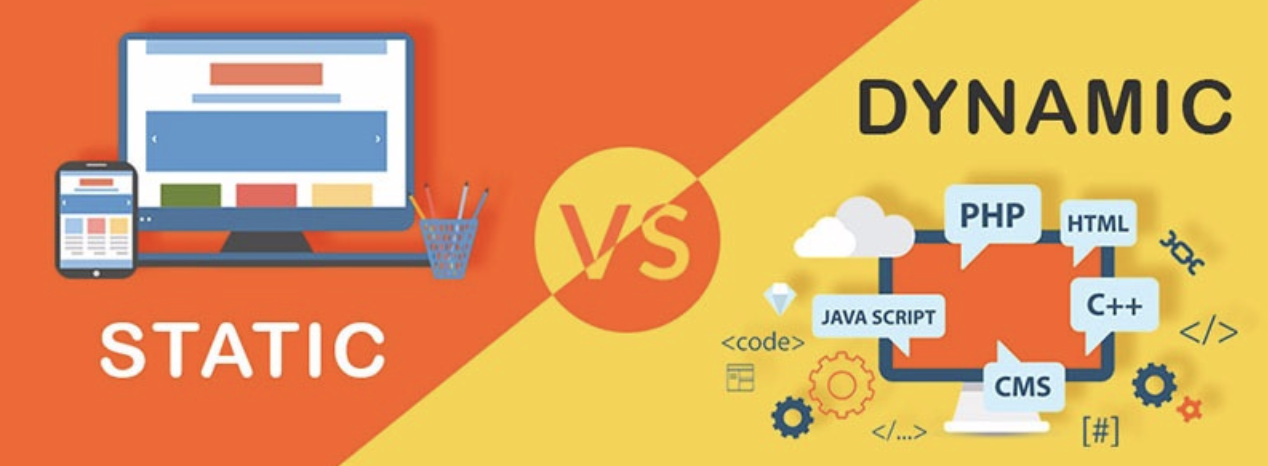 STATIC
VS
DYNAMIC
PHP
HTML
JAVA SCRIPT
C++
<code>
</>
CMS
</...>
[#]